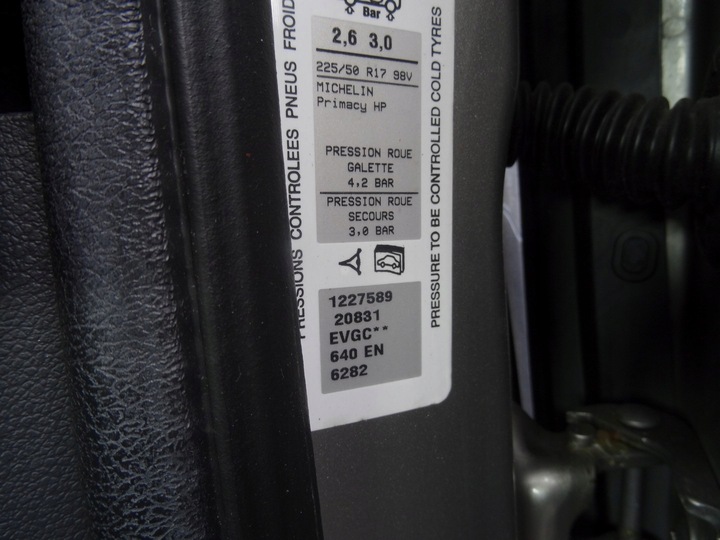 Bar
2,6 3,0
225/50 R17 98V
MICHELIN
Primacy HP
PRESSION ROUE
GALETTE
4,2 BAR
PRESSION ROUE
SECOURS
3,0 BAR
1227589
20831
EVGC**
640 EN
6282
PRESSIONS CONTROLEES PNEUS FROID
PRESSURE TO BE CONTROLLED COLD TYRES